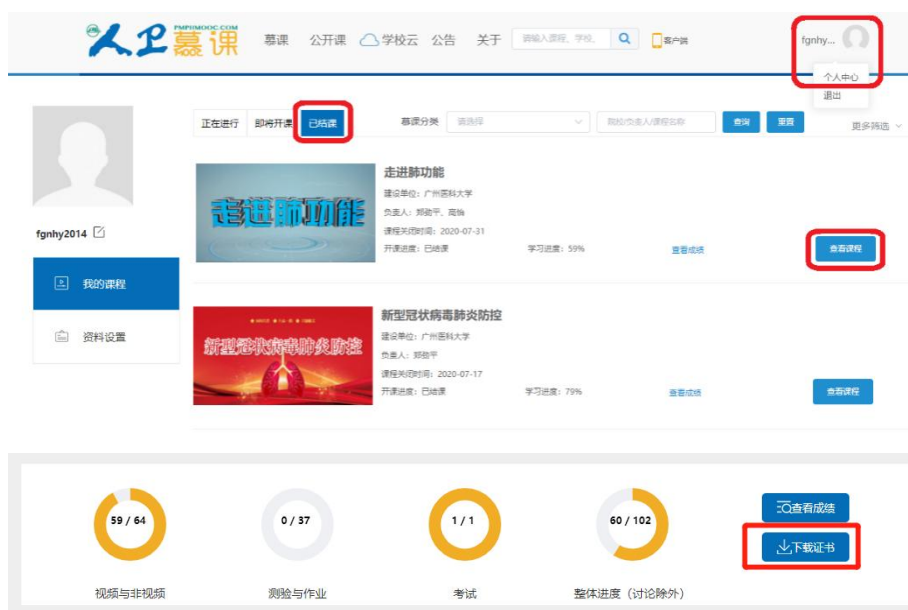 PMPHMOOC.COM
人卫慕课 慕课 公开课 学校云 公告 关于 请输入课程、学校、 客户端 fgnhy...
个人中心
退出
正在进行 即将开课 已结课 慕课分类 请选择 院校/负责人/课程名称 查询 重置 更多筛选
走进肺功能
走进肺功能
建设单位：广州医科大学
负责人：郑劲平、高怡
课程关闭时间：2020-07-31
fgnhy2014
开课进度：已结课 学习进度：59% 查看成绩 查看课程
我的课程
资料设置
新型冠状病毒肺炎防控
新型冠状病毒肺炎防控
建设单位：广州医科大学
负责人：郑劲平
课程关闭时间：2020-07-17
开课进度：已结课 学习进度：79% 查看成绩 查看课程
59 / 64 0 / 37 1 / 1 60 / 102 查看成绩
下载证书
视频与非视频 测验与作业 考试 整体进度（讨论除外）